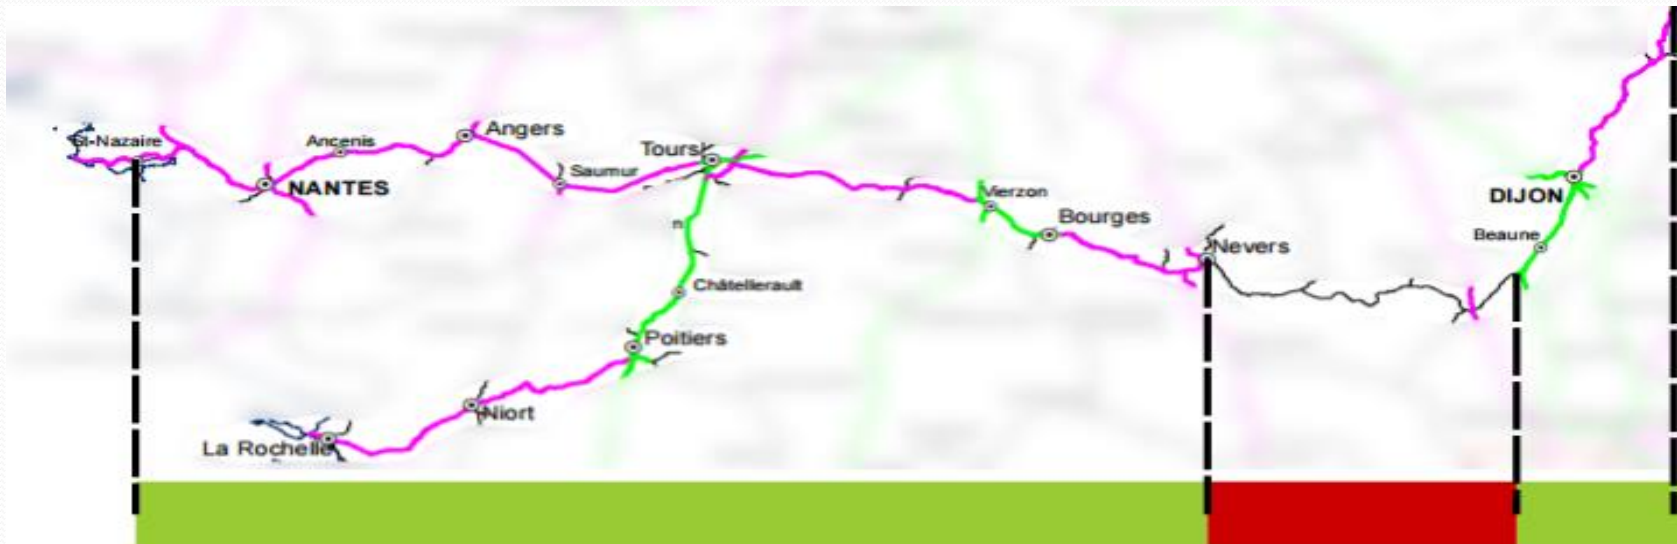 St-Nazaire
Ancenis
Angers
NANTES
Saumur
Tours
n
Vierzon
Bourges
Nevers
DIJON
Beaune
Châtellerault
Poitiers
Niort
La Rochelle